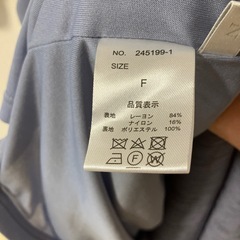 NO. 245199-1
SIZE
F
品質表示
表地 レーヨン 84%
ナイロン 16%
裏地 ポリエステル 100%
F